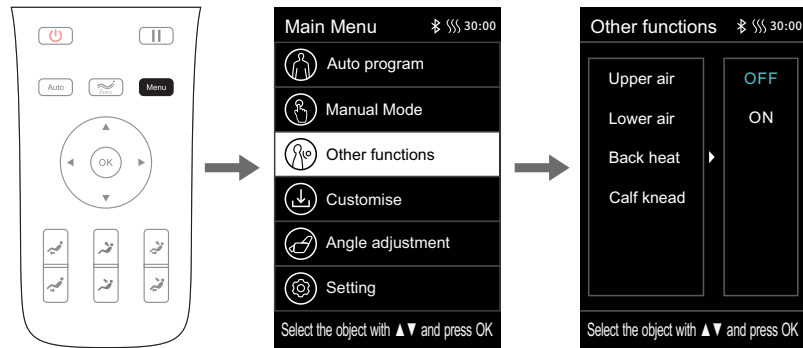 Auto
Zero
Menu
OK
Main Menu 30:00
Auto program
Manual Mode
Other functions
Customise
Angle adjustment
Setting
Select the object with ▲▼ and press OK
Other functions 30:00
Upper air
Lower air
Back heat
Calf knead
OFF
ON
Select the object with ▲▼ and press OK